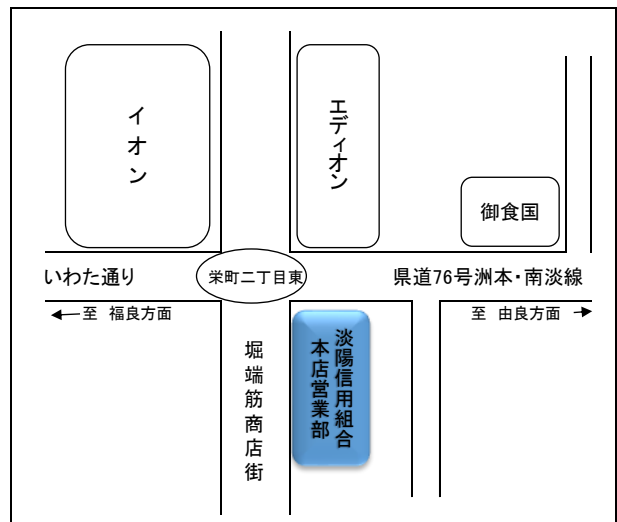 イオン
エディオン
御食国
いわた通り
栄町二丁目東
県道76号洲本・南淡線
至 福良方面
至 由良方面
堀端筋商店街
淡陽信用組合
本店営業部